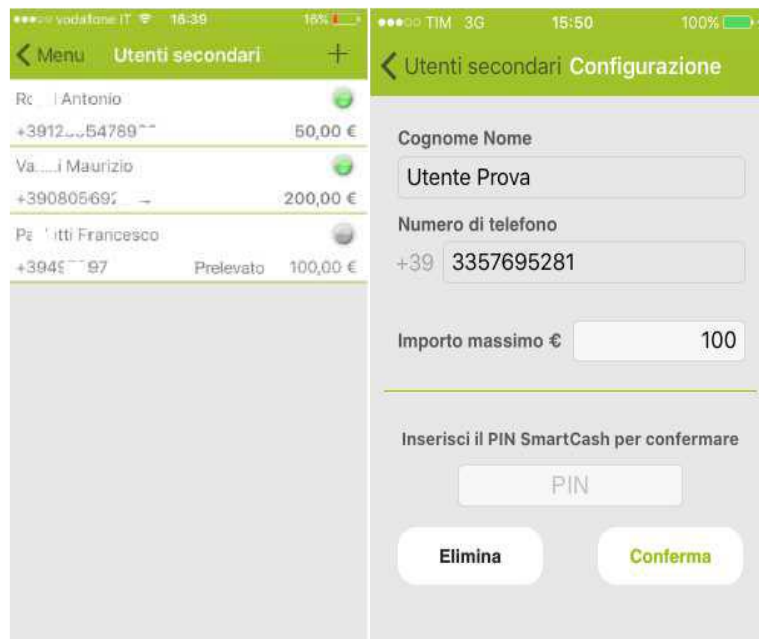 vodafone IT 16:39 16%
Menu Utenti secondari +
Antonio
50,00 €
Maurizio
200,00 €
Francesco
Prelevato 100,00 €
TIM 3G 15:50 100%
Utenti secondari Configurazione
Cognome Nome
Utente Prova
Numero di telefono
+39 3357695281
Importo massimo € 100
Inserisci il PIN SmartCash per confermare
PIN
Elimina Conferma